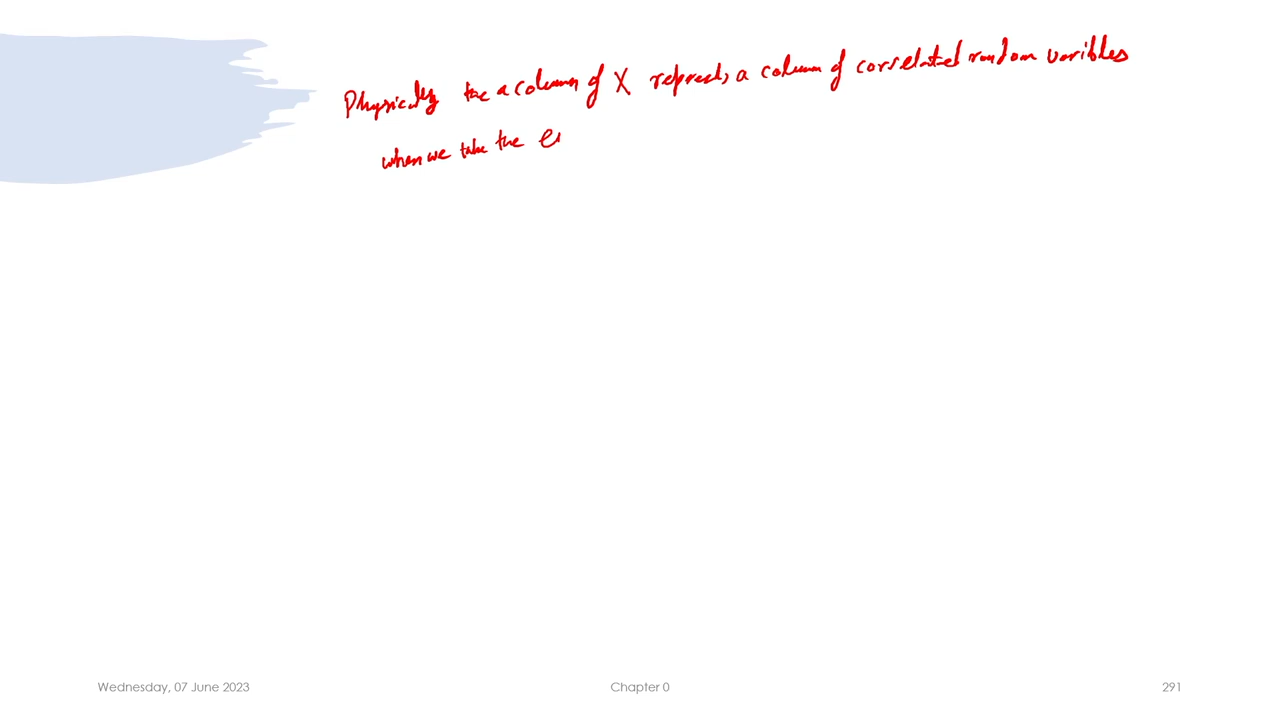 Physically the a column of X represents a column of correlated random varibles
when we take the e
Wednesday, 07 June 2023
Chapter 0
291